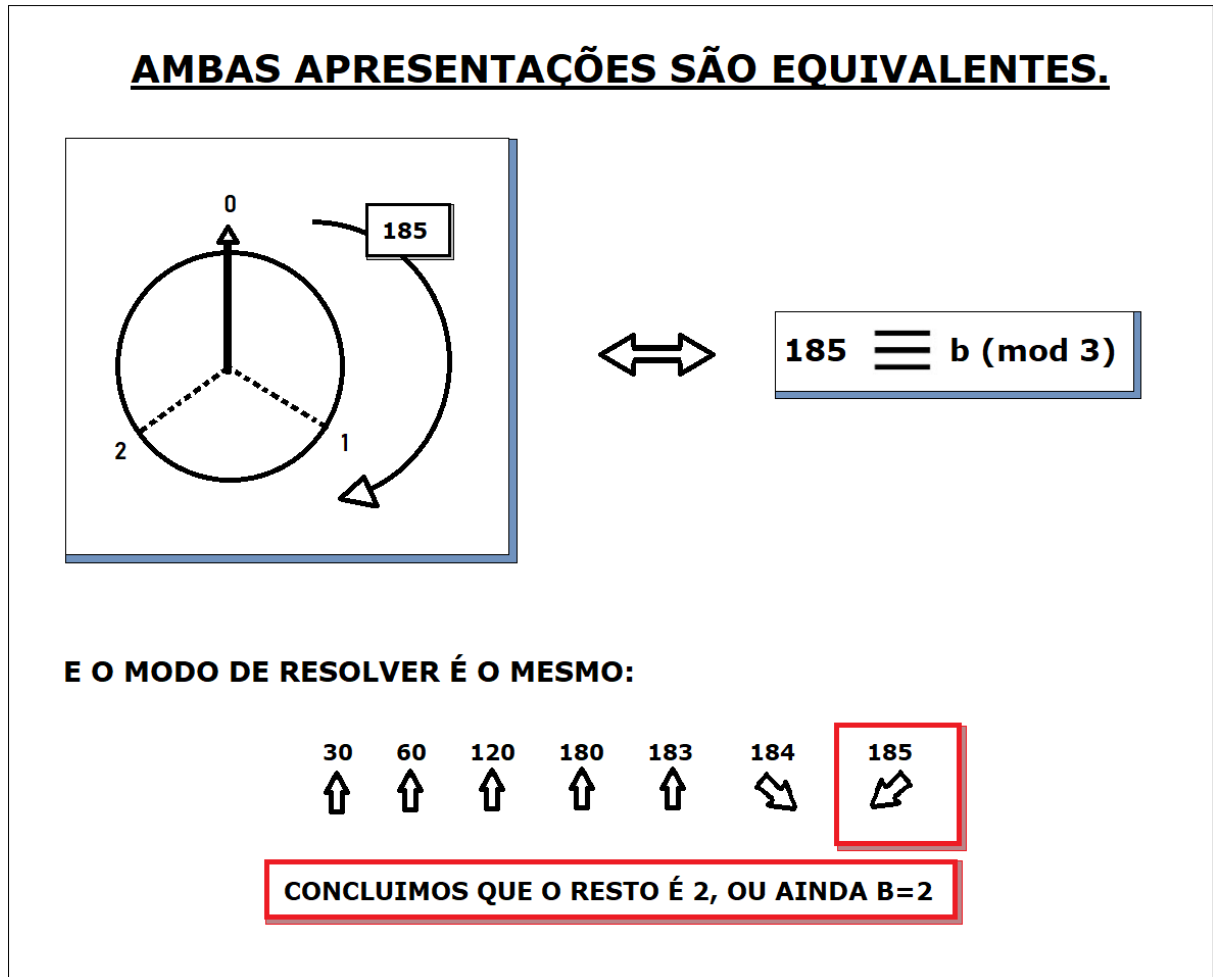 AMBAS APRESENTAÇÕES SÃO EQUIVALENTES.
0
185
2
1
185 ≡ b (mod 3)
E O MODO DE RESOLVER É O MESMO:
30 60 120 180 183 184 185
CONCLUIMOS QUE O RESTO É 2, OU AINDA B=2